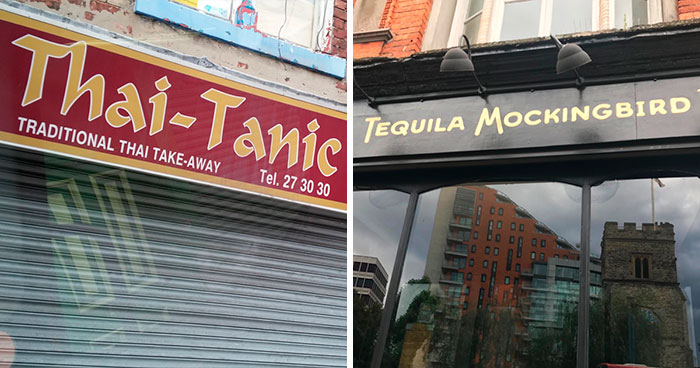 Thai-Tanic
TRADITIONAL THAI TAKE-AWAY
Tel. 27 30 30
TEQUILA MOCKINGBIRD